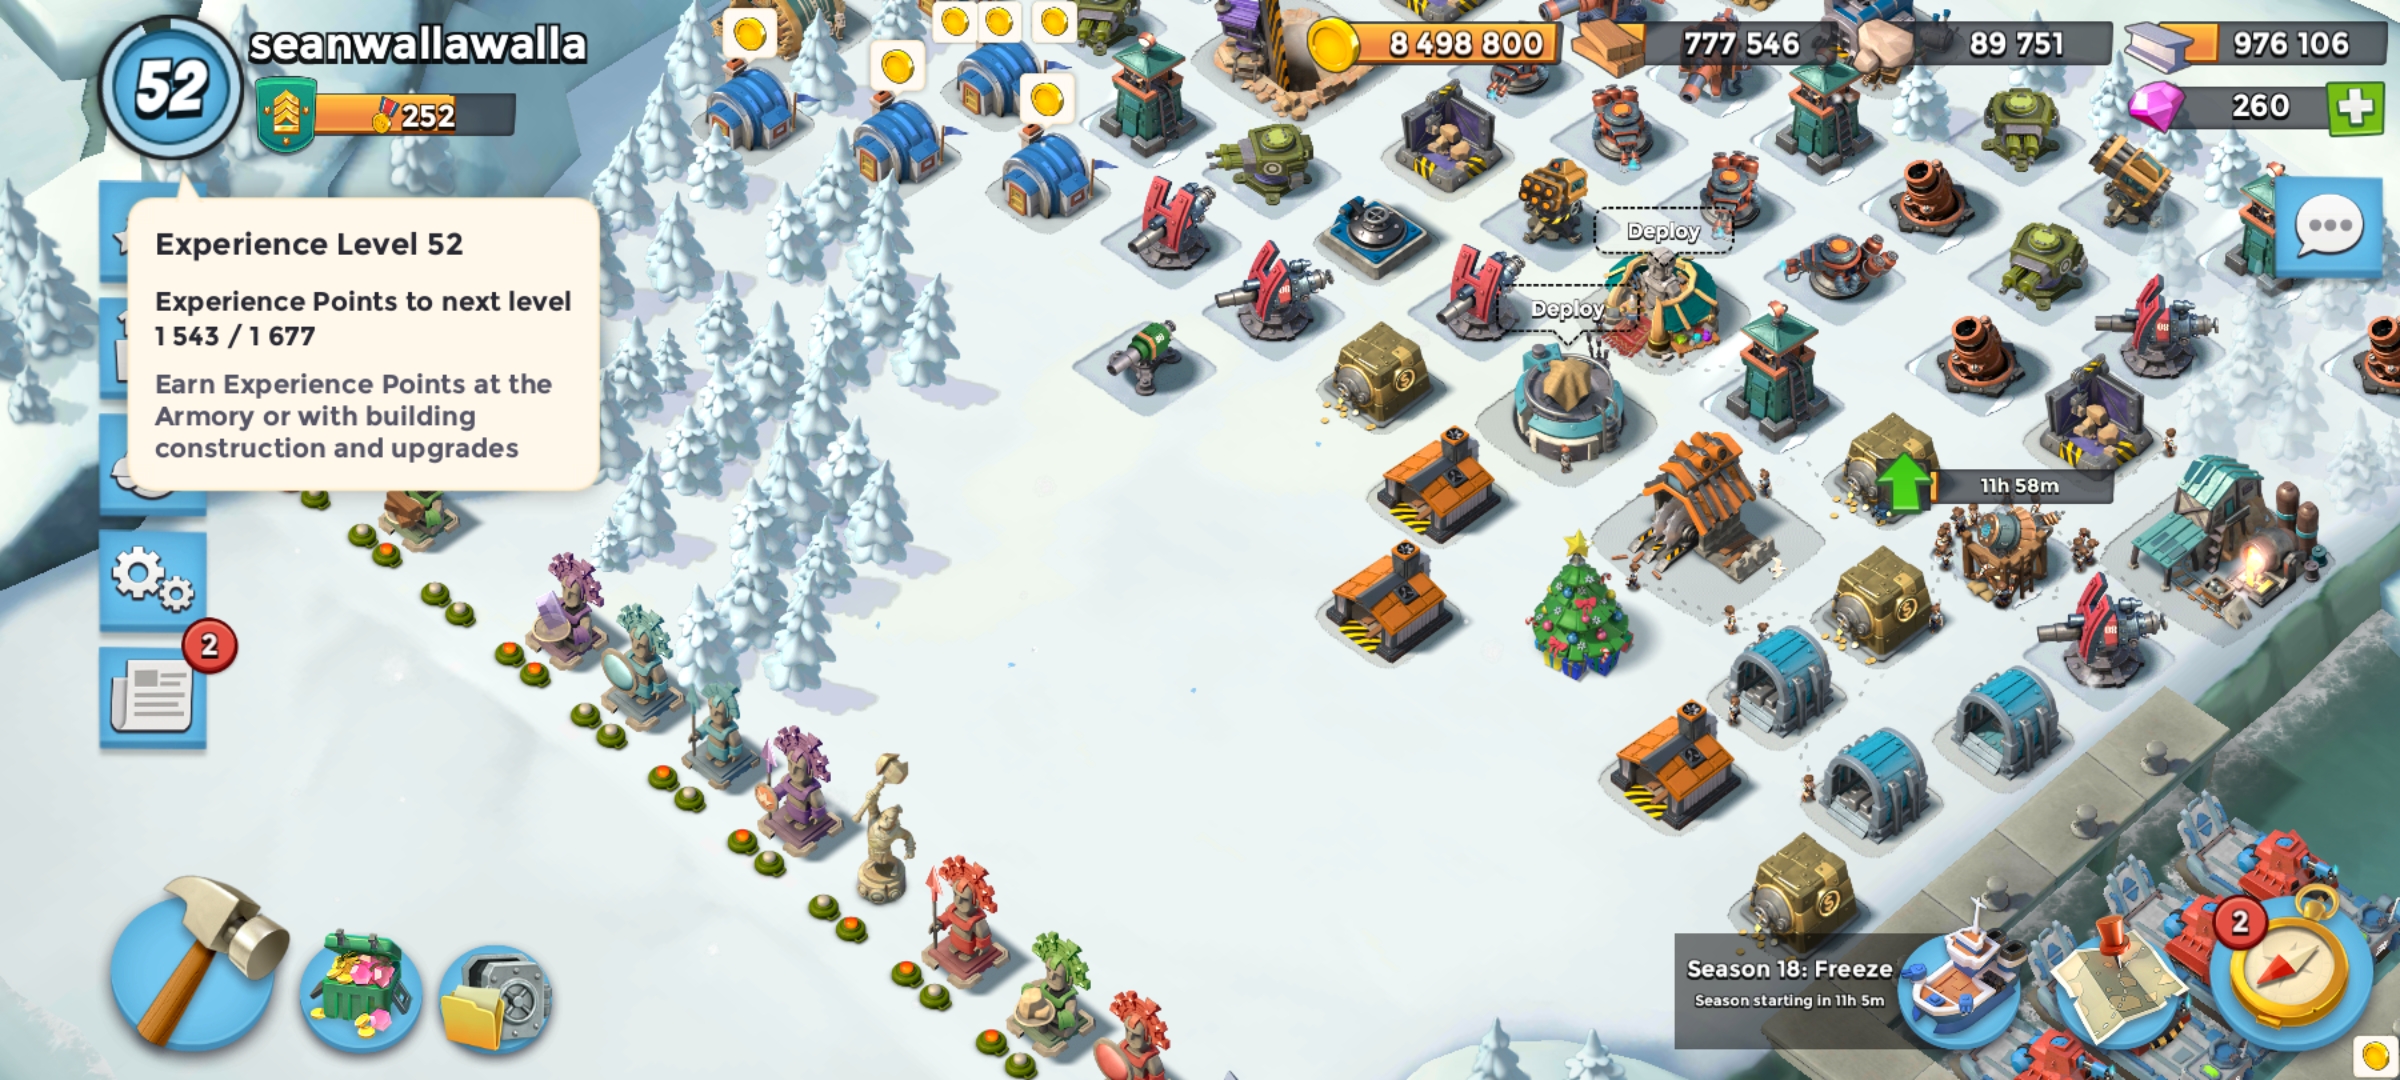 52
seanwallawalla
252
8 498 800
777 546
89 751
976 106
260
Experience Level 52
Experience Points to next level
1 543 / 1 677
Earn Experience Points at the
Armory or with building
construction and upgrades
Deploy
Deploy
11h 58m
2
2
Season 18: Freeze
Season starting in 11h 5m